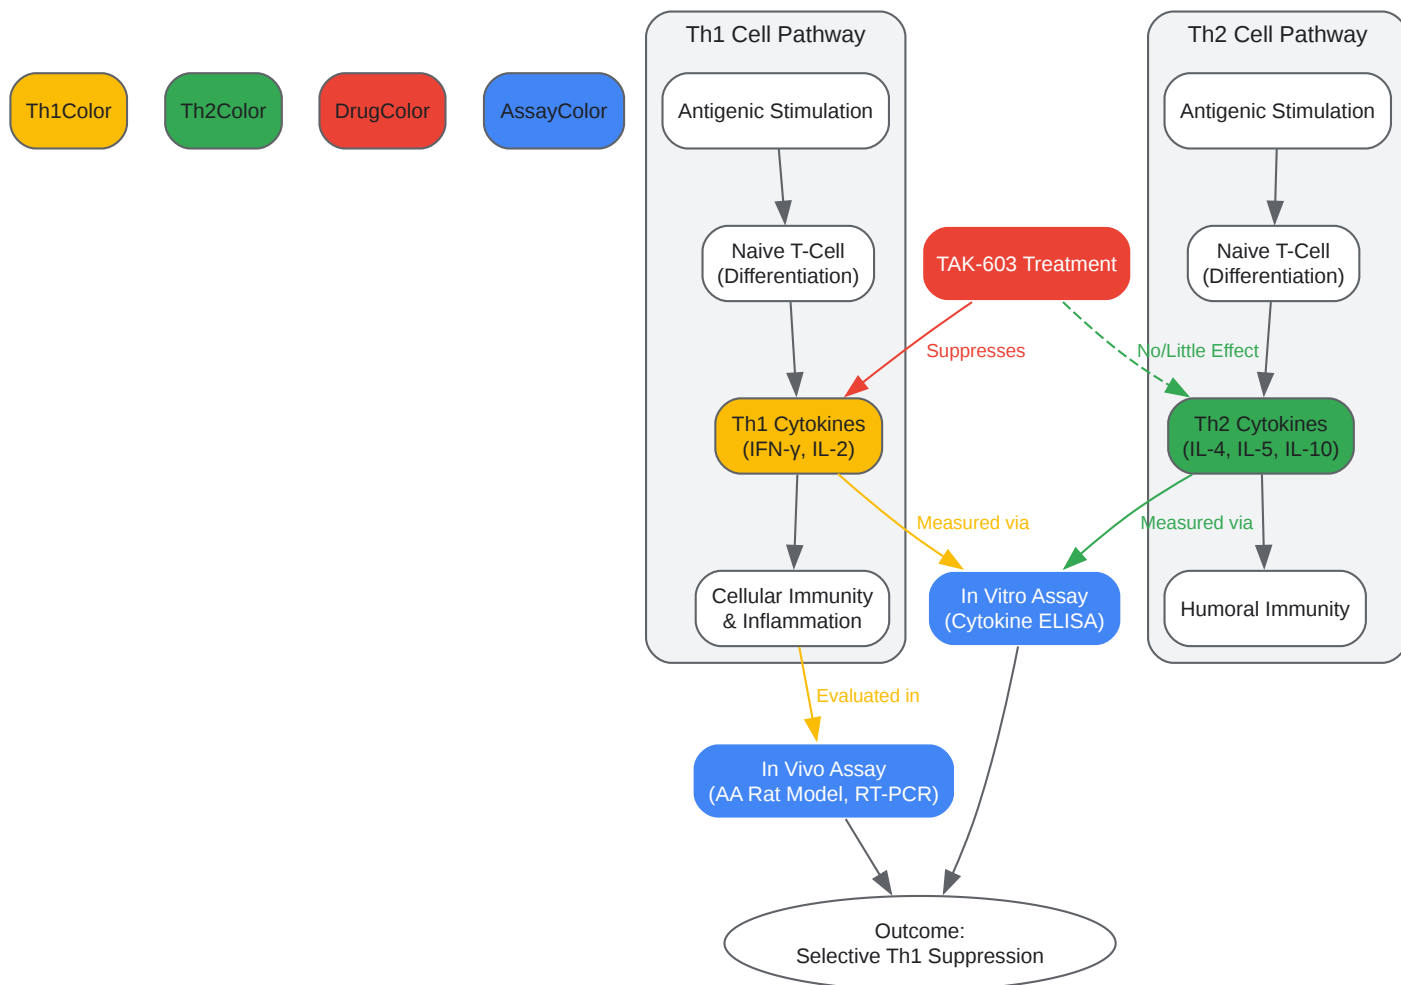 Th1 Cell Pathway
Th2 Cell Pathway
Th1Color
Th2Color
DrugColor
AssayColor
Antigenic Stimulation
Antigenic Stimulation
Naive T-Cell
(Differentiation)
TAK-603 Treatment
Naive T-Cell
(Differentiation)
Suppresses
No/Little Effect
Th1 Cytokines
(IFN-γ, IL-2)
Th2 Cytokines
(IL-4, IL-5, IL-10)
Measured via
Measured via
Cellular Immunity
& Inflammation
In Vitro Assay
(Cytokine ELISA)
Humoral Immunity
Evaluated in
In Vivo Assay
(AA Rat Model, RT-PCR)
Outcome:
Selective Th1 Suppression